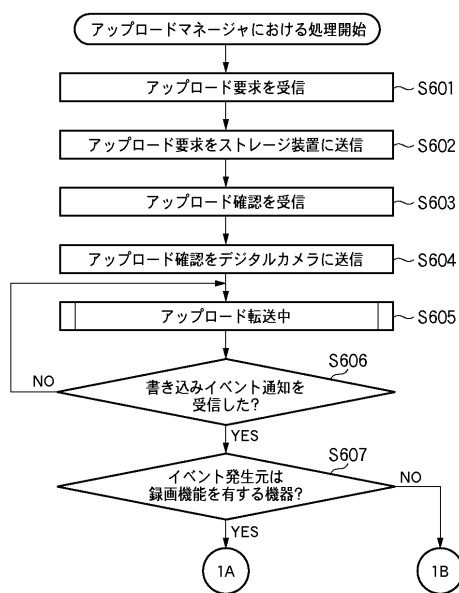 アップロードマネージャにおける処理開始
アップロード要求を受信
S601
アップロード要求をストレージ装置に送信
S602
アップロード確認を受信
S603
アップロード確認をデジタルカメラに送信
S604
アップロード転送中
S605
S606
書き込みイベント通知を
受信した?
NO
YES
S607
イベント発生元は
録画機能を有する機器?
NO
YES
1A
1B